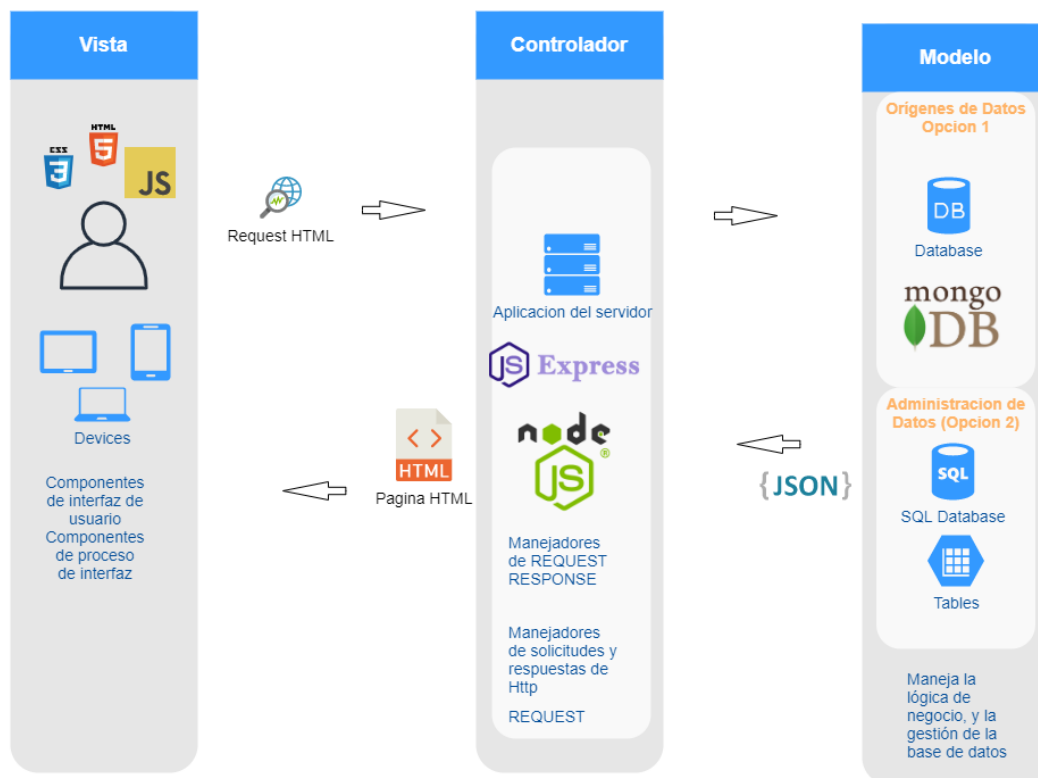 Vista
CSS
3
HTML
5
JS
Devices
Componentes
de interfaz de
usuario
Componentes
de proceso
de interfaz
Request HTML
HTML
Pagina HTML
Controlador
Aplicacion del servidor
JS Express
node
JS®
Manejadores
de REQUEST
RESPONSE
Manejadores
de solicitudes y
respuestas de
Http
REQUEST
{JSON}
Modelo
Orígenes de Datos
Opcion 1
DB
Database
mongo
DB
Administracion de
Datos (Opcion 2)
SQL
SQL Database
Tables
Maneja la
lógica de
negocio, y la
gestión de la
base de datos